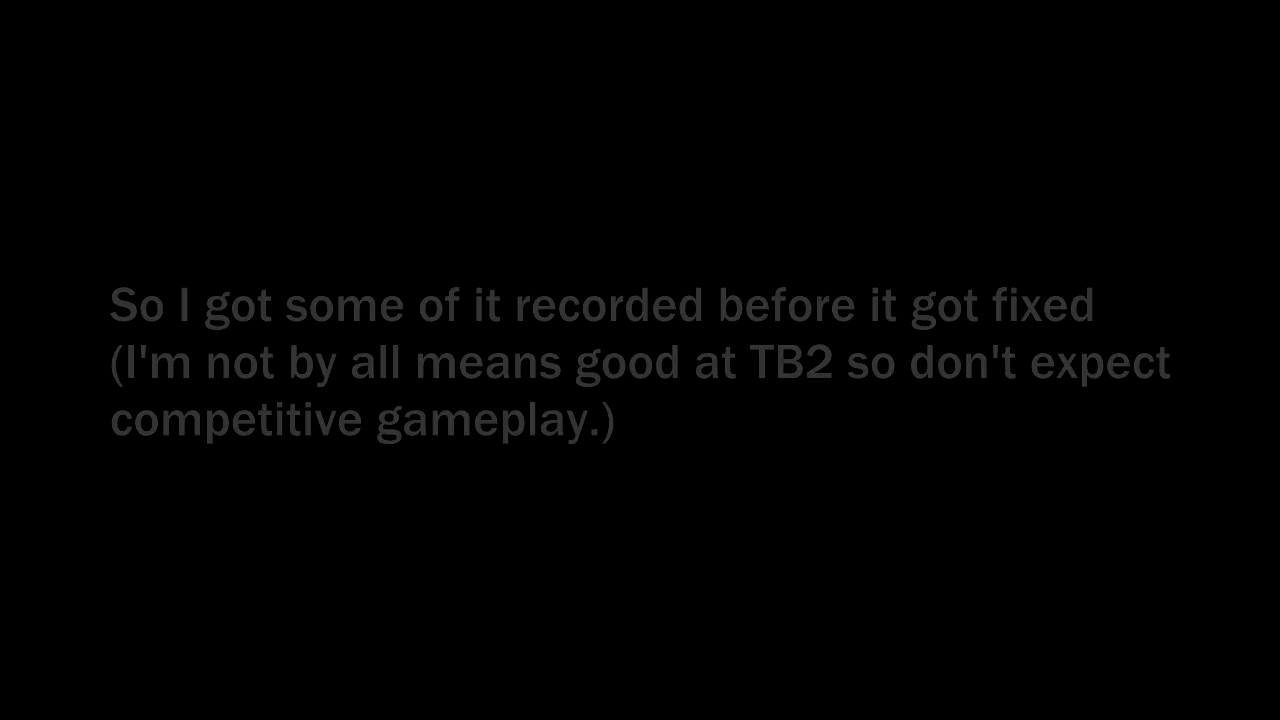 So I got some of it recorded before it got fixed
(I'm not by all means good at TB2 so don't expect
competitive gameplay.)